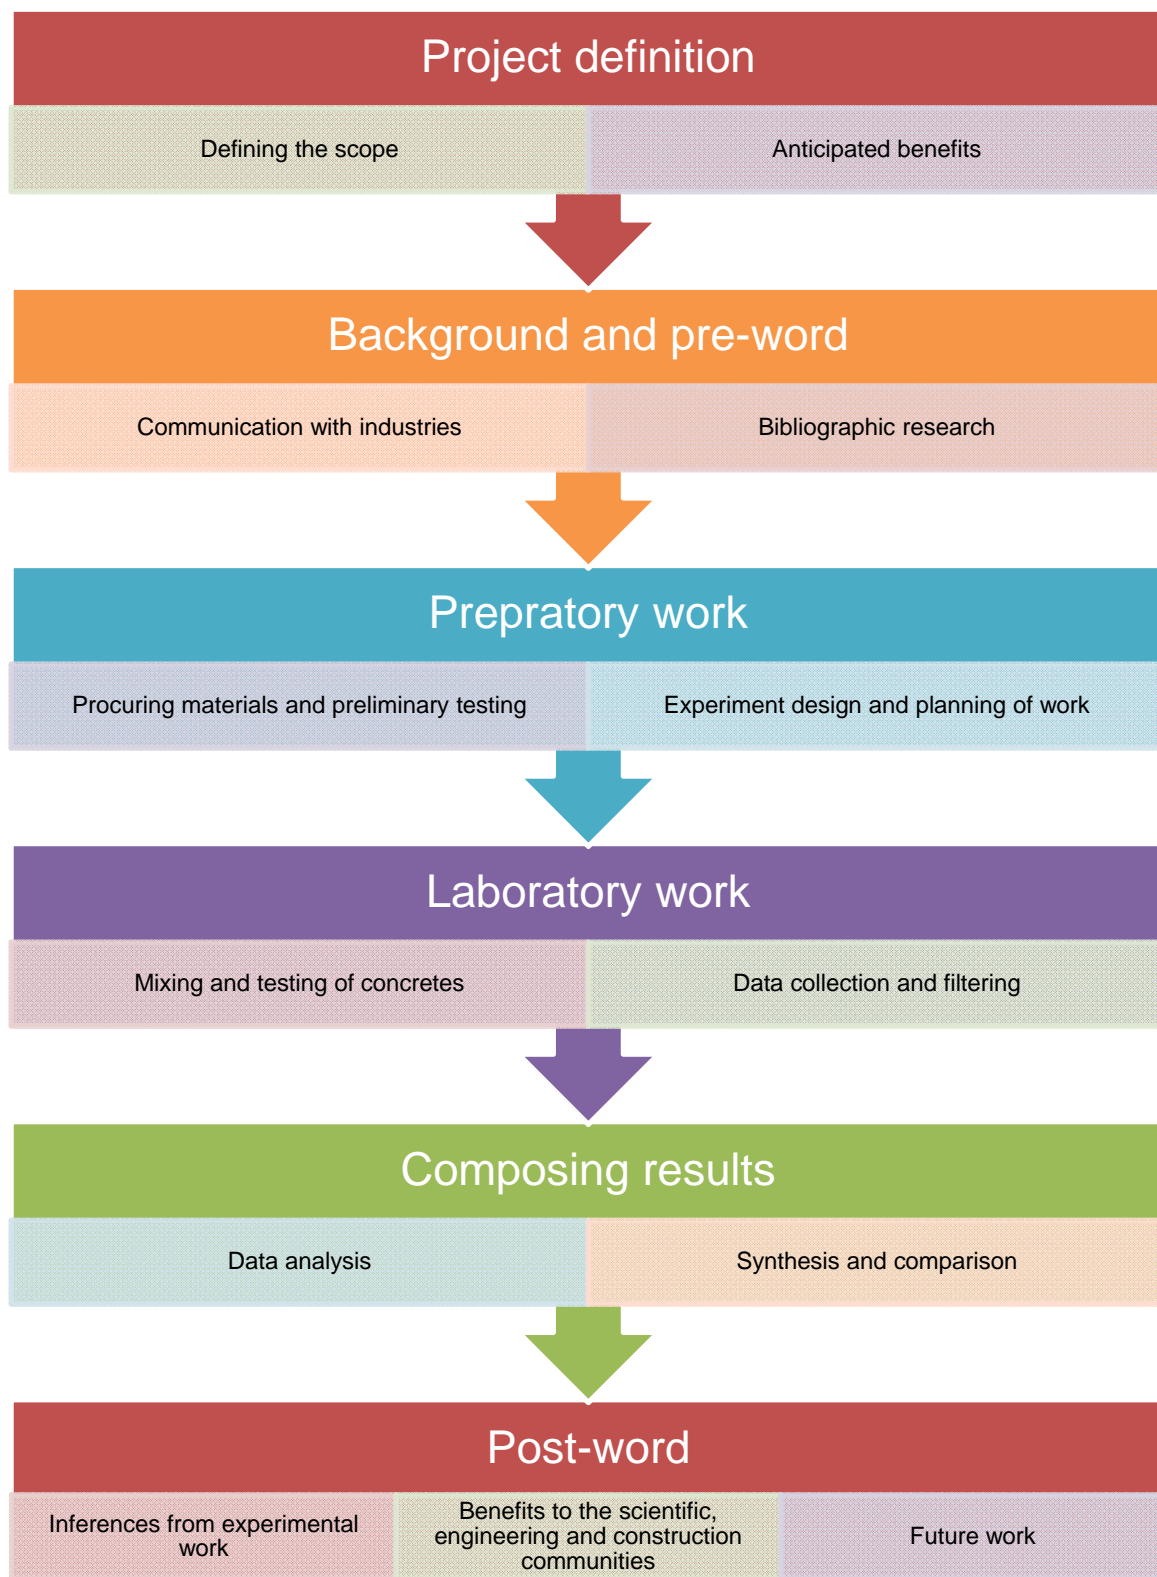 Project definition
Defining the scope
Anticipated benefits
Background and pre-word
Communication with industries
Bibliographic research
Prepratory work
Procuring materials and preliminary testing
Experiment design and planning of work
Laboratory work
Mixing and testing of concretes
Data collection and filtering
Composing results
Data analysis
Synthesis and comparison
Post-word
Inferences from experimental
work
Benefits to the scientific,
engineering and construction
communities
Future work